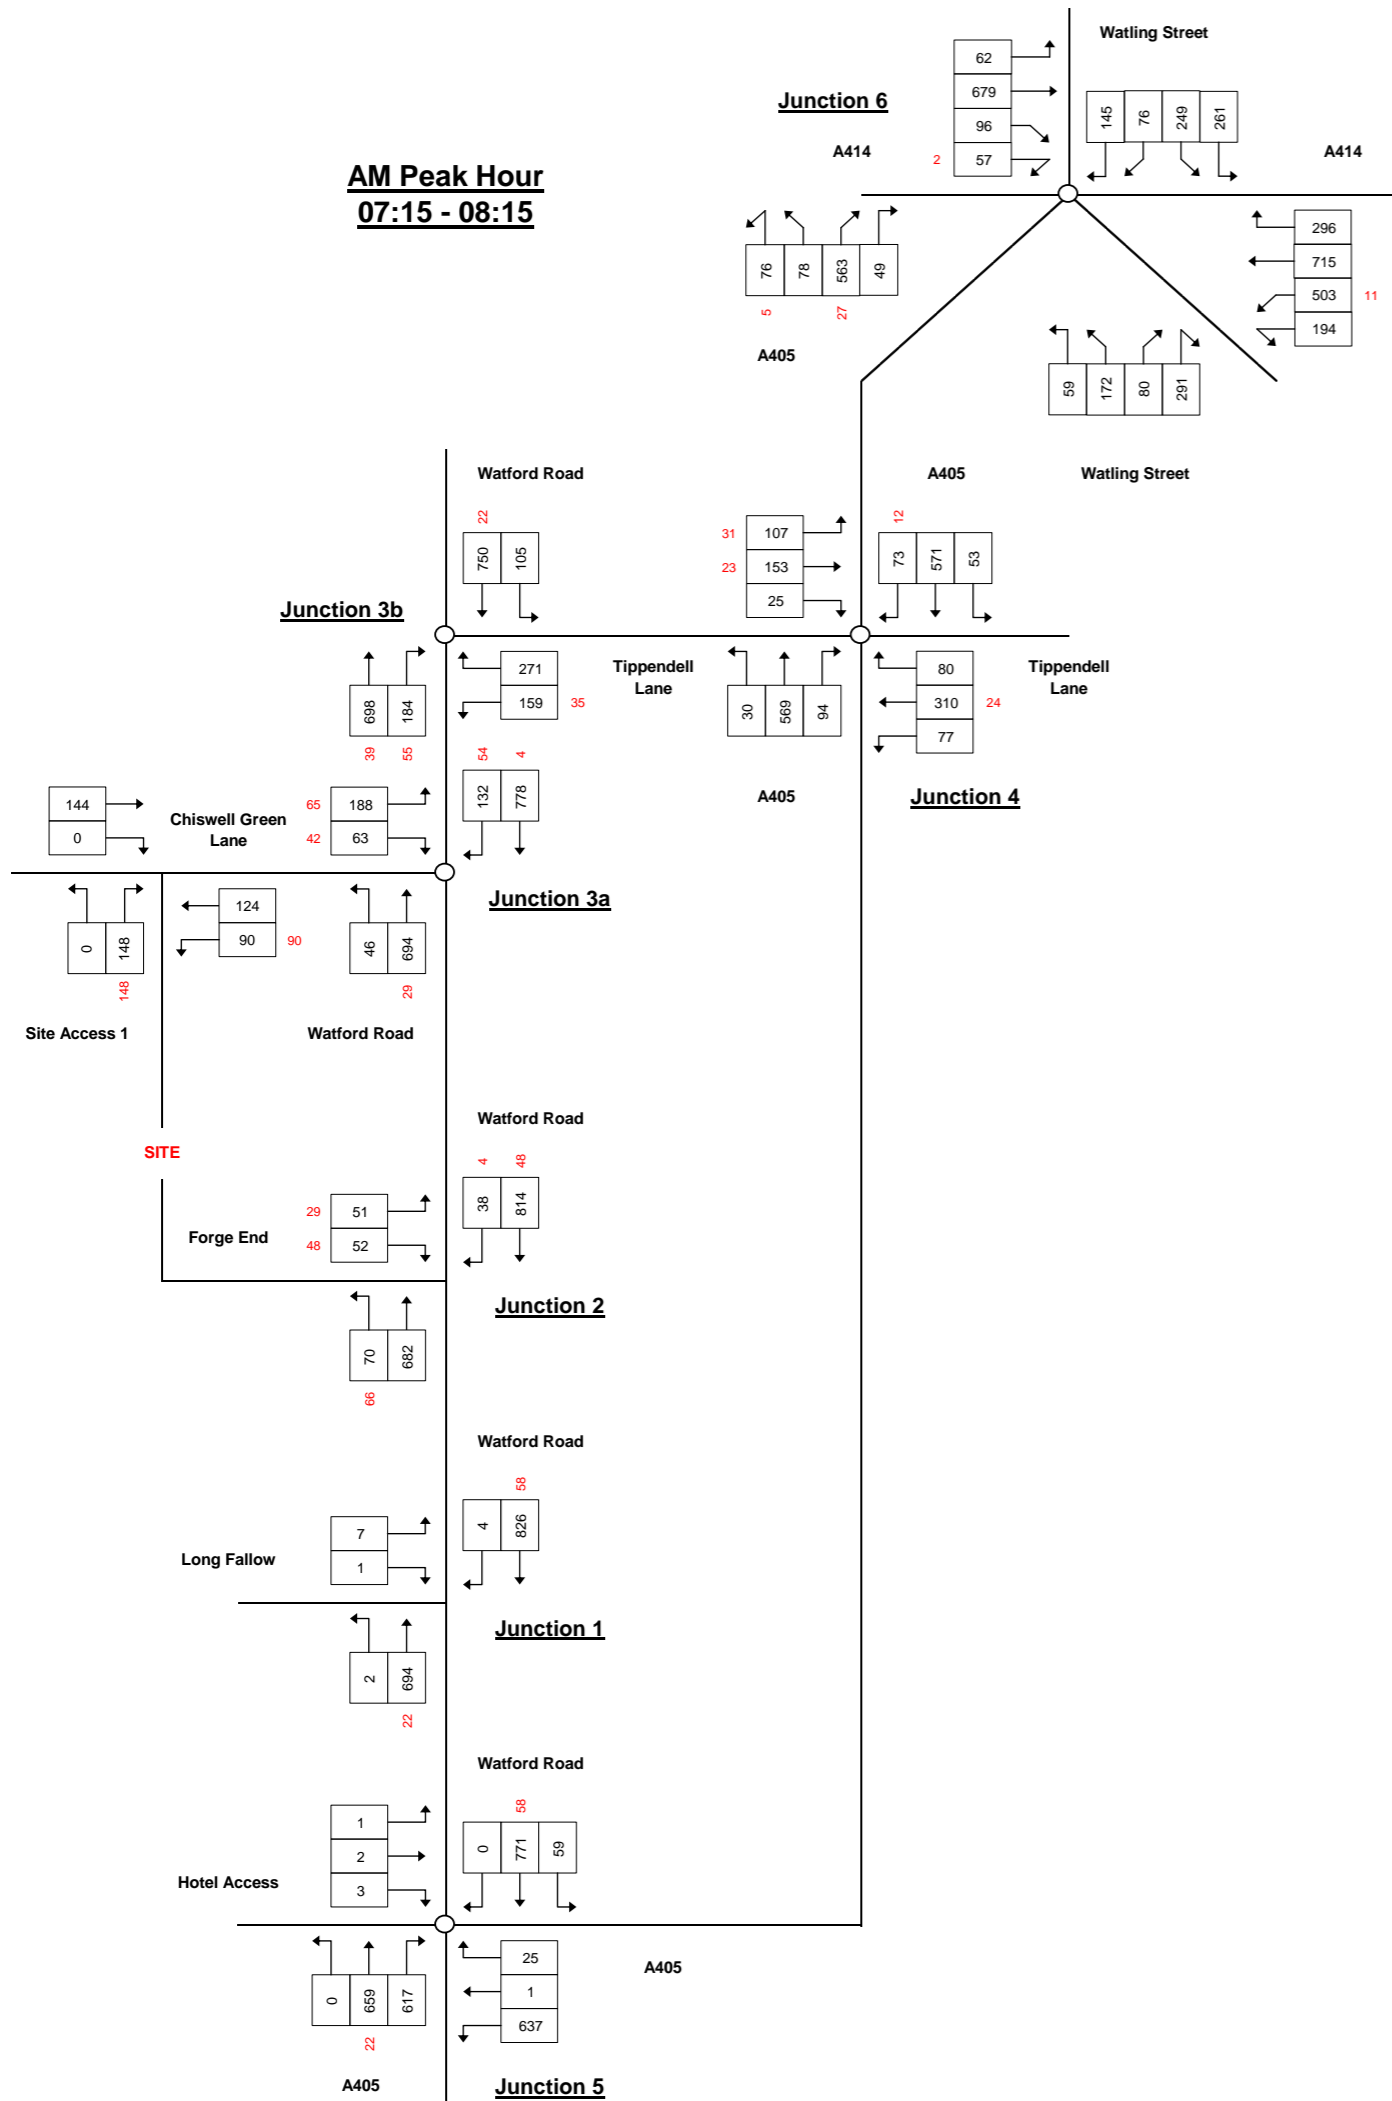 Watling Street
62
679
96
2 57
Junction 6
A414
145 76 249 261
A414
AM Peak Hour
07:15 - 08:15
296
715
503 11
194
76 78 563 49
5 27
A405
59 172 80 291
Watford Road
A405
Watling Street
22
750 105
31 107
23 153
25
12
73 571 53
Junction 3b
698 184
39 55
271
159 35
Tippendell
Lane
30 569 94
80
310 24
77
Tippendell
Lane
54 4
132 778
A405
Junction 4
144
0
Chiswell Green
Lane
65 188
42 63
Junction 3a
0 148
148
124
90 90
46 694
29
Site Access 1
Watford Road
Watford Road
SITE
4 48
38 814
29 51
48 52
Forge End
Junction 2
70 682
66
Watford Road
58
4 826
7
1
Long Fallow
Junction 1
2 694
22
Watford Road
58
0 771 59
1
2
3
Hotel Access
0 659 617
22
25
1
637
A405
A405
Junction 5